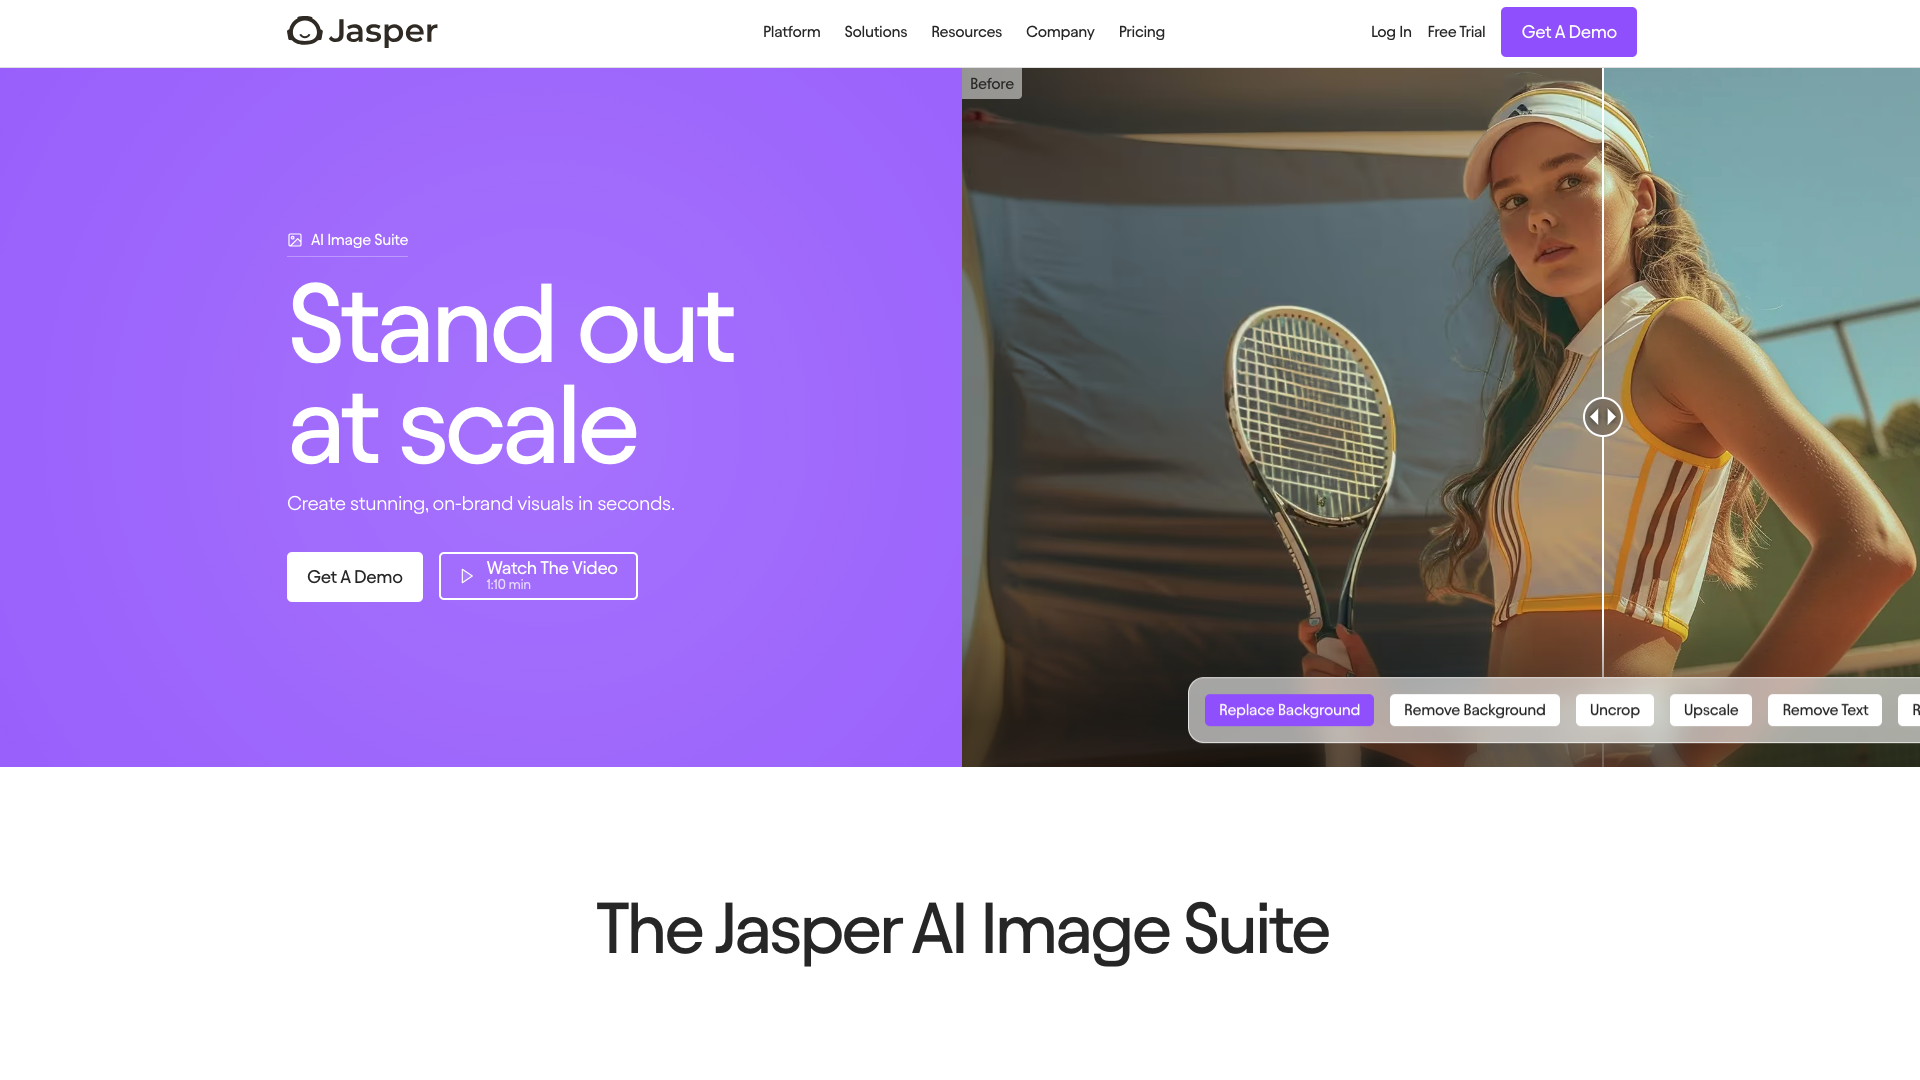 Jasper
Platform
Solutions
Resources
Company
Pricing
Log In
Free Trial
Get A Demo
Before
AI Image Suite
Stand out
at scale
Create stunning, on-brand visuals in seconds.
Get A Demo
Watch The Video
1:10 min
Replace Background
Remove Background
Uncrop
Upscale
Remove Text
The Jasper AI Image Suite